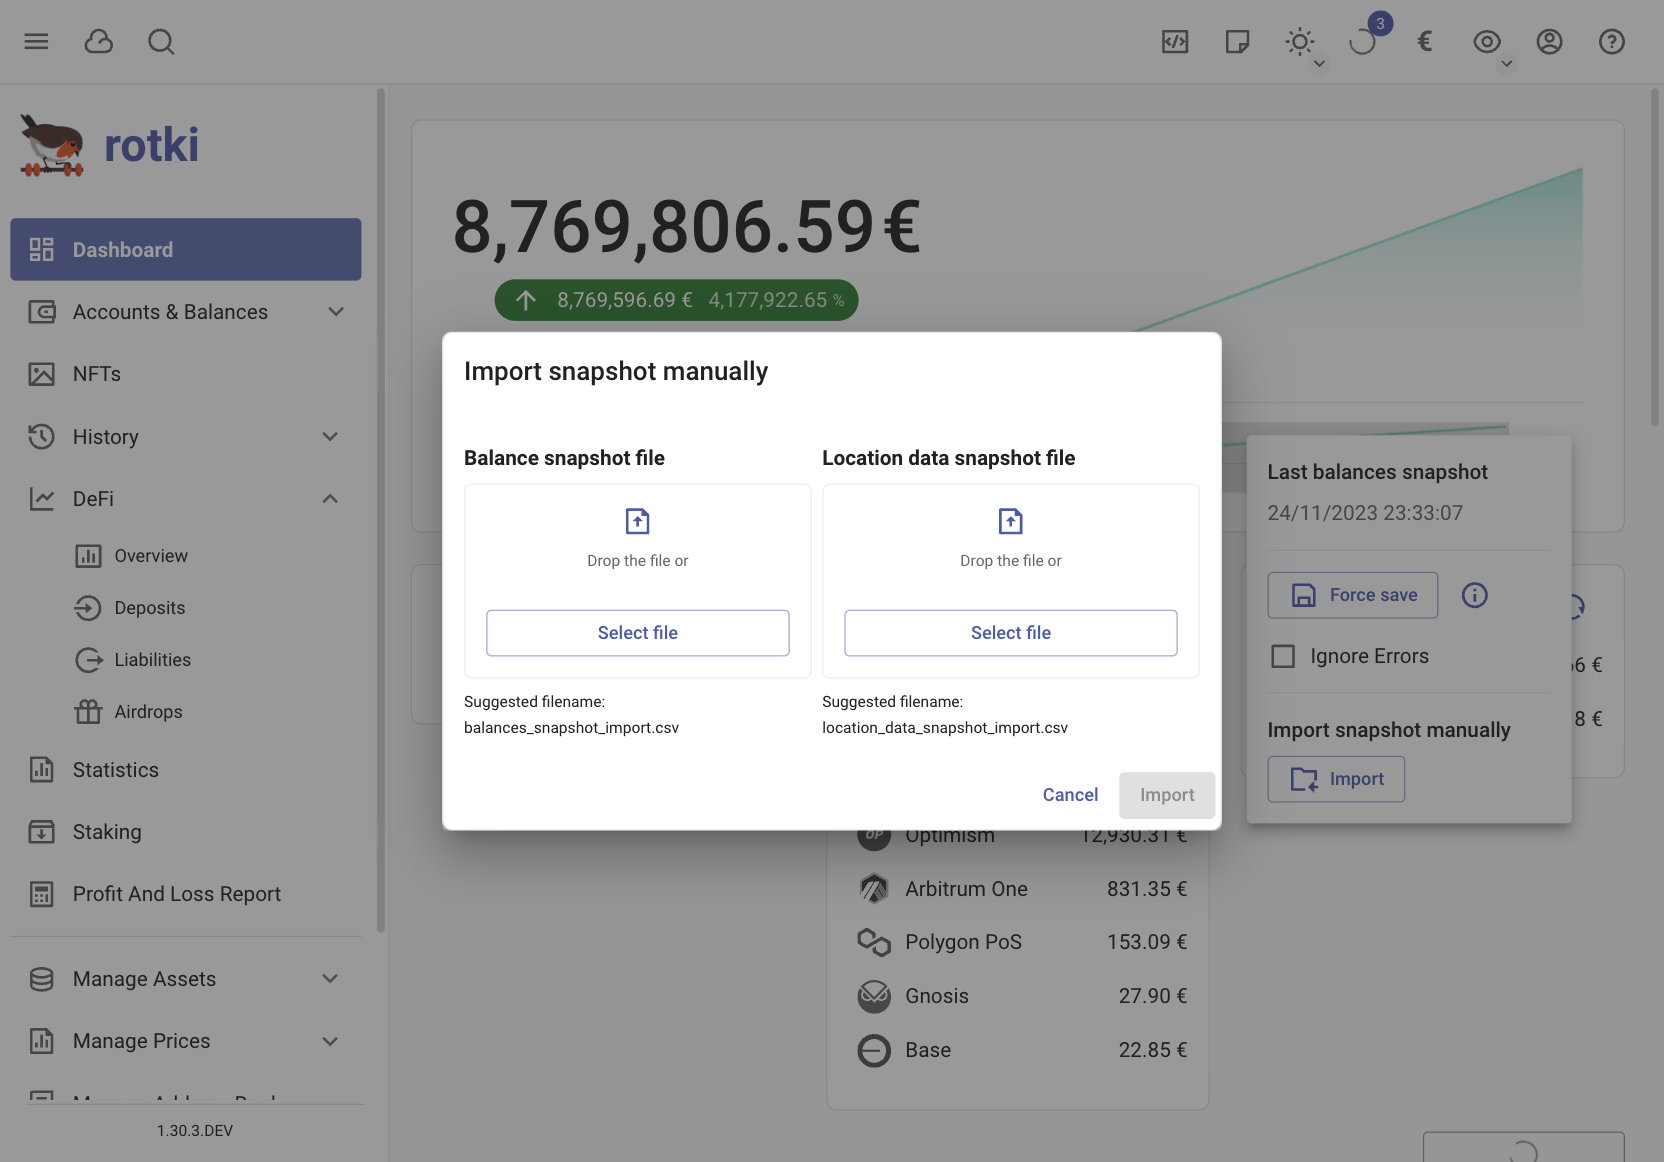 3
€
rotki
Dashboard
Accounts & Balances
NFTs
History
DeFi
Overview
Deposits
Liabilities
Airdrops
Statistics
Staking
Profit And Loss Report
Manage Assets
Manage Prices
1.30.3.DEV
8,769,806.59 €
8,769,596.69 € 4,177,922.65 %
Import snapshot manually
Balance snapshot file
Drop the file or
Select file
Suggested filename:
balances_snapshot_import.csv
Location data snapshot file
Drop the file or
Select file
Suggested filename:
location_data_snapshot_import.csv
Cancel
Import
Last balances snapshot
24/11/2023 23:33:07
Force save
Ignore Errors
Import snapshot manually
Import
6 €
8 €
OP
Optimism 12,930.31 €
Arbitrum One 831.35 €
Polygon PoS 153.09 €
Gnosis 27.90 €
Base 22.85 €